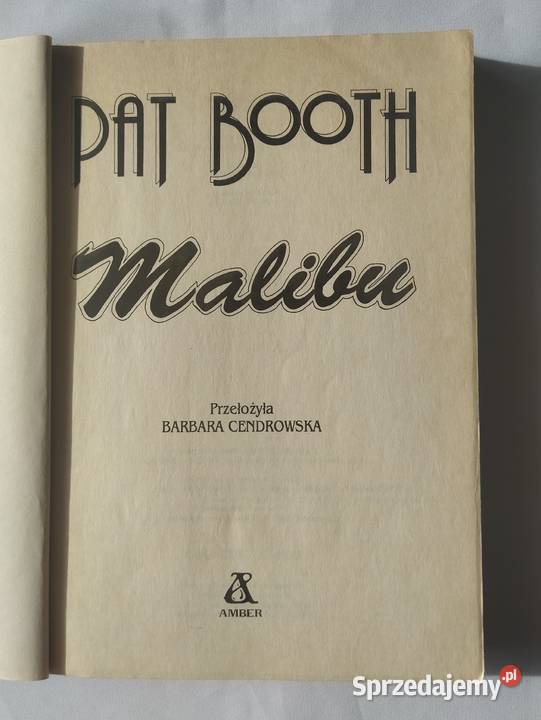 PAT BOOTH
Malibu
Przełożyła
BARBARA CENDROWSKA
AMBER
Sprzedajemy.pl